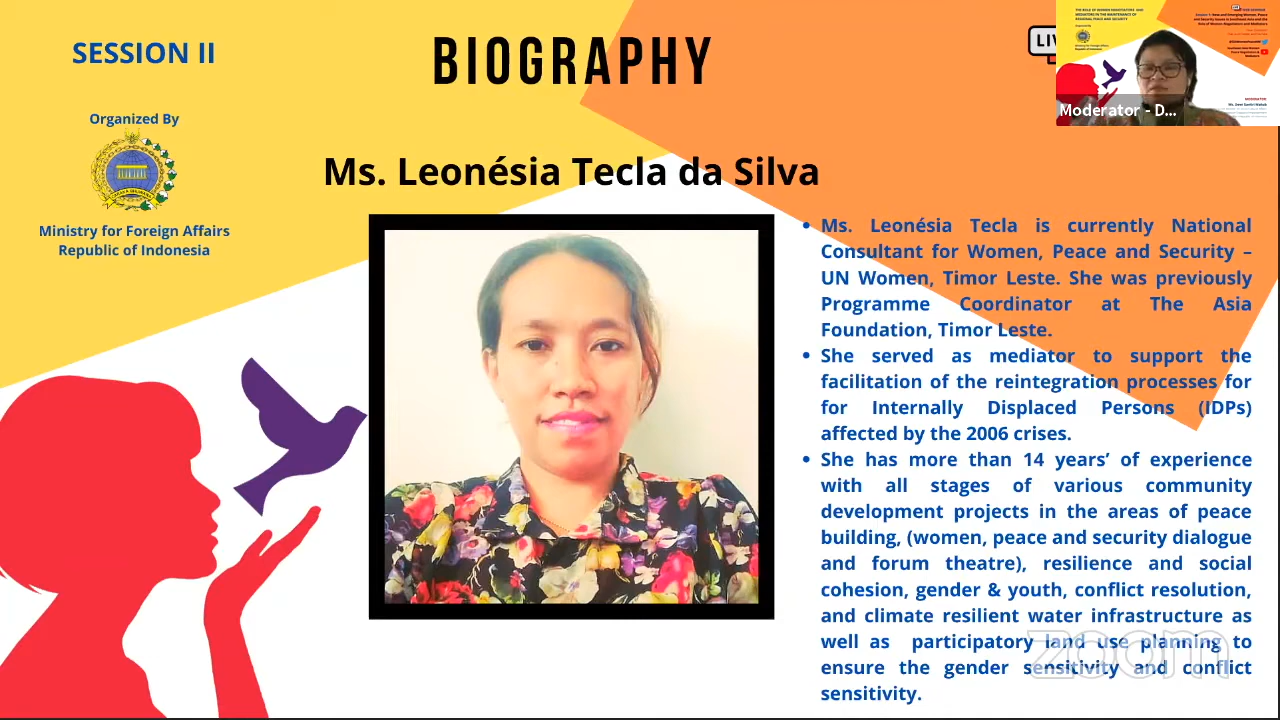 SESSION II
BIOGRAPHY
LIV
Organized By
Ministry for Foreign Affairs
Republic of Indonesia
Ms. Leonésia Tecla da Silva
Moderator - D...
• Ms. Leonésia Tecla is currently National
Consultant for Women, Peace and Security –
UN Women, Timor Leste. She was previously
Programme Coordinator at The Asia
Foundation, Timor Leste.
• She served as mediator to support the
facilitation of the reintegration processes for
for Internally Displaced Persons (IDPs)
affected by the 2006 crises.
• She has more than 14 years’ of experience
with all stages of various community
development projects in the areas of peace
building, (women, peace and security dialogue
and forum theatre), resilience and social
cohesion, gender & youth, conflict resolution,
and climate resilient water infrastructure as
well as participatory land use planning to
ensure the gender sensitivity and conflict
sensitivity.
zoom